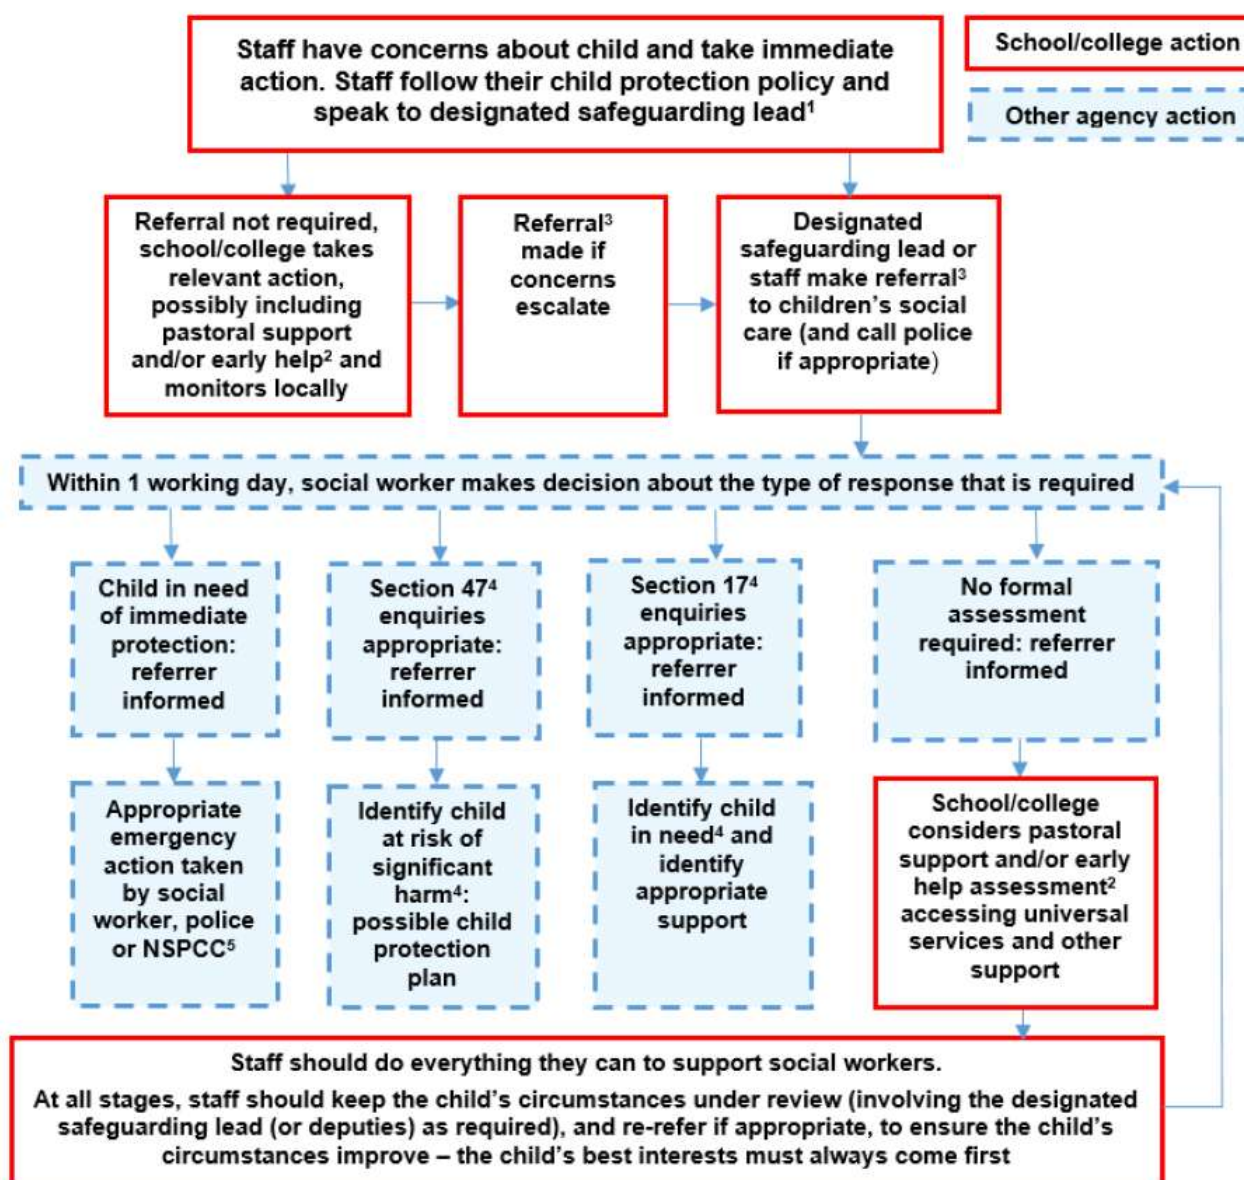 Staff have concerns about child and take immediate
action. Staff follow their child protection policy and
speak to designated safeguarding lead¹
School/college action
Other agency action
Referral not required,
school/college takes
relevant action,
possibly including
pastoral support
and/or early help² and
monitors locally
Referral³
made if
concerns
escalate
Designated
safeguarding lead or
staff make referral³
to children’s social
care (and call police
if appropriate)
Within 1 working day, social worker makes decision about the type of response that is required
Child in need
of immediate
protection:
referrer
informed
Section 47⁴
enquiries
appropriate:
referrer
informed
Section 17⁴
enquiries
appropriate:
referrer
informed
No formal
assessment
required: referrer
informed
Appropriate
emergency
action taken
by social
worker, police
or NSPCC⁵
Identify child
at risk of
significant
harm⁴:
possible child
protection
plan
Identify child
in need⁴ and
identify
appropriate
support
School/college
considers pastoral
support and/or early
help assessment²
accessing universal
services and other
support
Staff should do everything they can to support social workers.
At all stages, staff should keep the child’s circumstances under review (involving the designated
safeguarding lead (or deputies) as required), and re-refer if appropriate, to ensure the child’s
circumstances improve – the child’s best interests must always come first